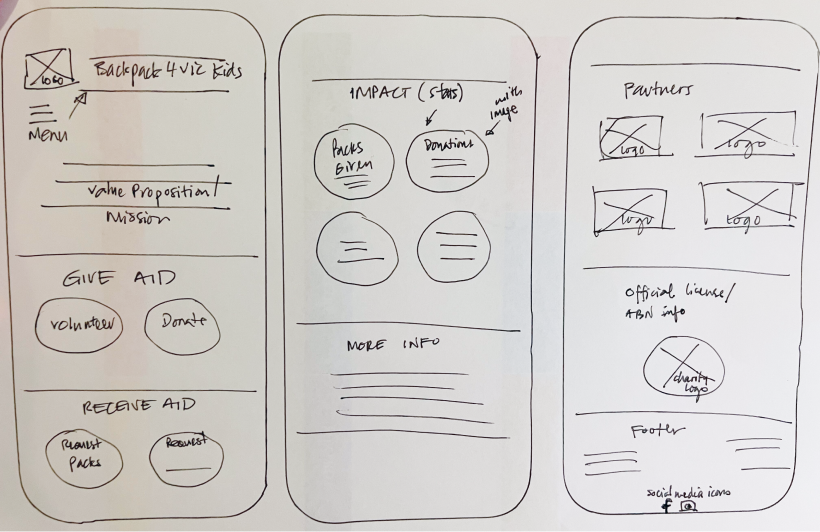 LOGO
Backpack 4 Vic Kids
MENU
Value Proposition/
Mission
GIVE AID
Volunteer
Donate
RECEIVE AID
Request
Packs
Request
IMPACT (stats)
with
image
Packs
Given
Donations
MORE INFO
Partners
Logo
Logo
Logo
Logo
Official license/
ABN info
charity
Logo
Footer
social media icons
f